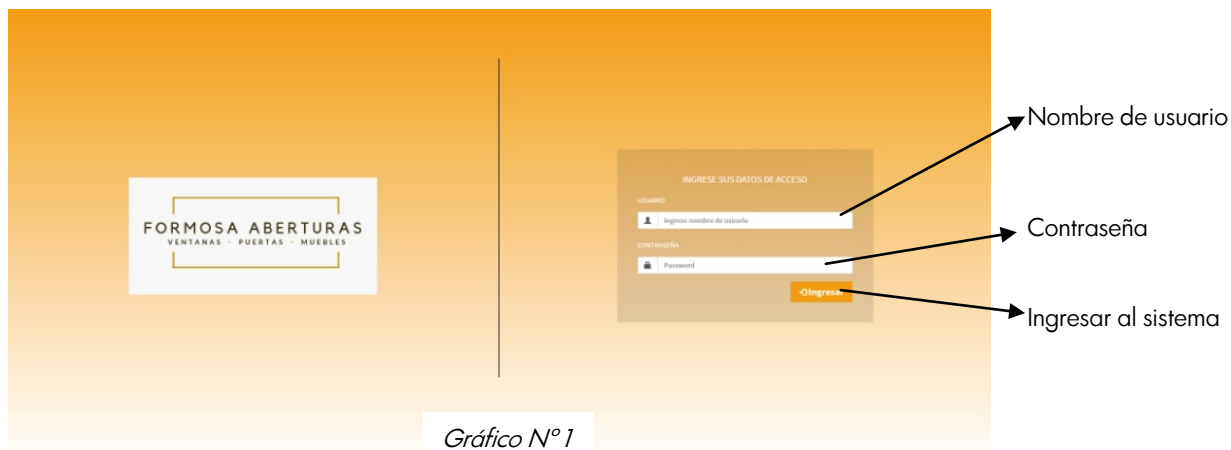 FORMOSA ABERTURAS
VENTANAS · PUERTAS · MUEBLES
INGRESE SUS DATOS DE ACCESO
USUARIO
Ingrese nombre de usuario
CONTRASEÑA
Password
Ingresar
Nombre de usuario
Contraseña
Ingresar al sistema
Gráfico Nº1